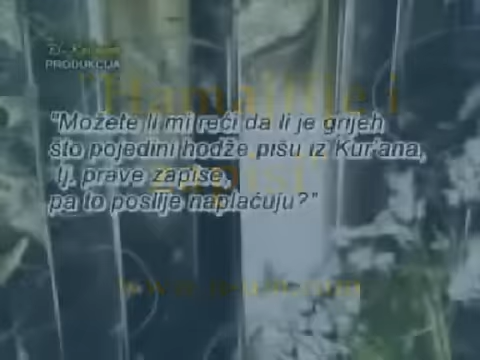 PRODUKCIJA
"Hamajlije i
"Možete li mi reći da li je grijeh
što pojedini hodže pišu iz Kur'ana,
tj. prave zapise,
pa to poslije naplaćuju?"